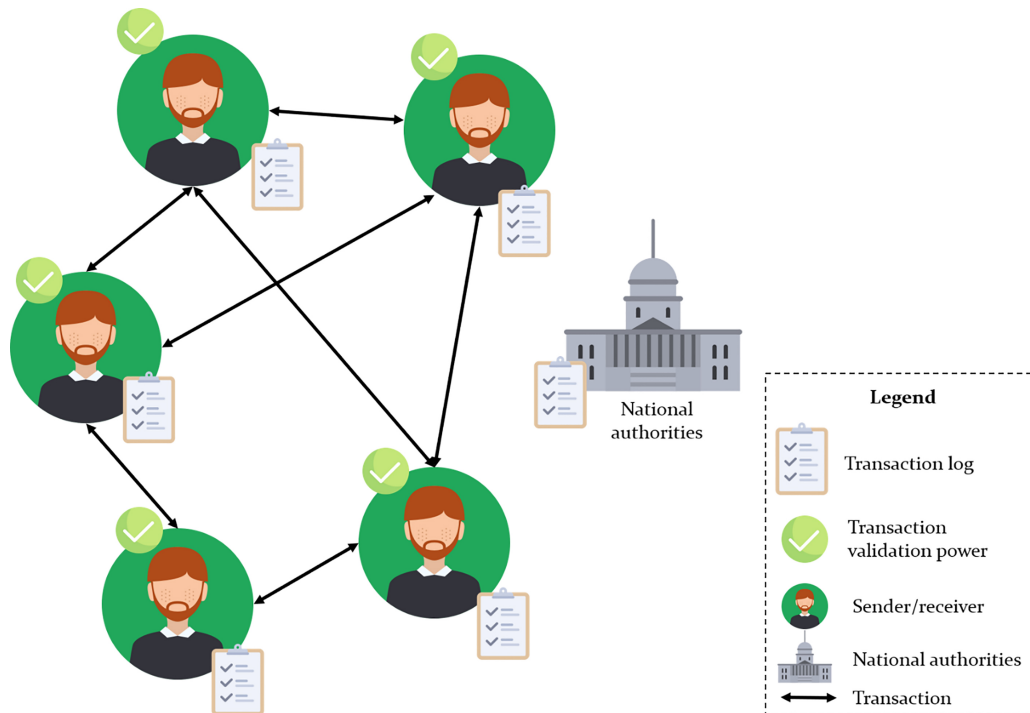 National
authorities
Legend
Transaction log
Transaction
validation power
Sender/receiver
National authorities
Transaction